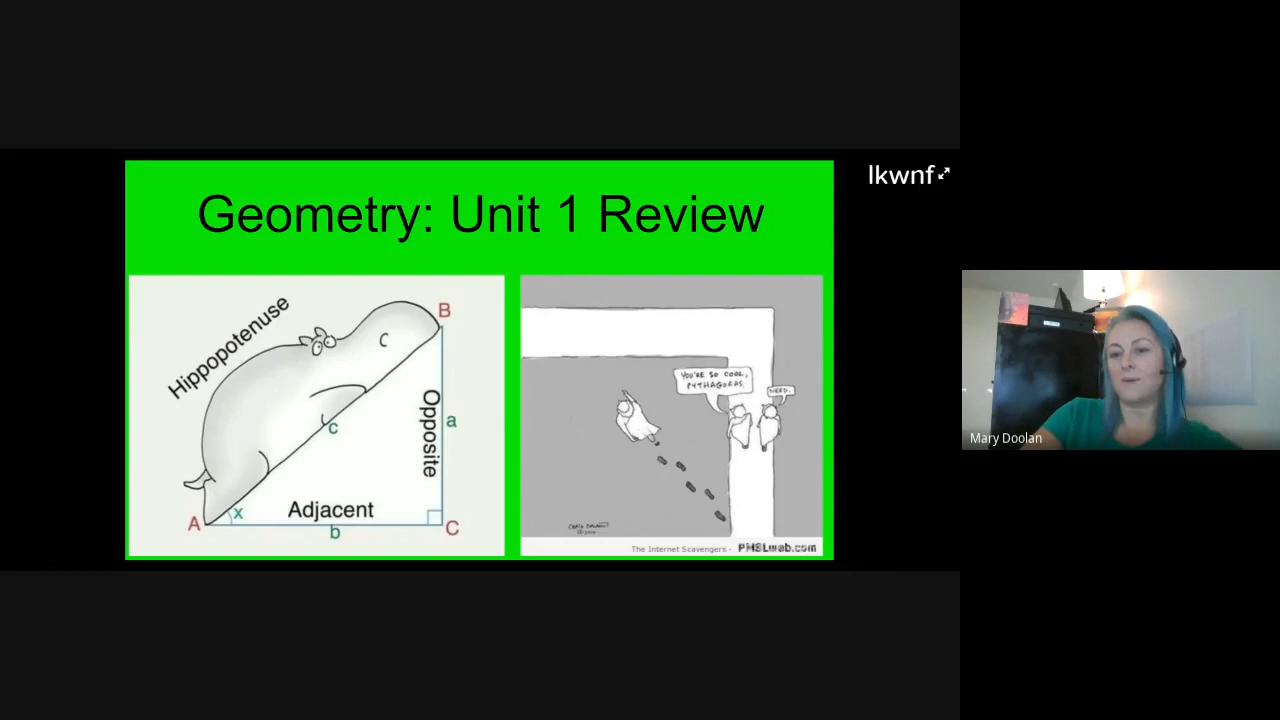 lkwnf
Geometry: Unit 1 Review
Hippopotenuse
B
c
Opposite
a
A
x
Adjacent
b
C
YOU'RE SO COOL,
PYTHAGORAS.
NERD.
The Internet Scavengers - PMSLweb.com
Mary Doolan